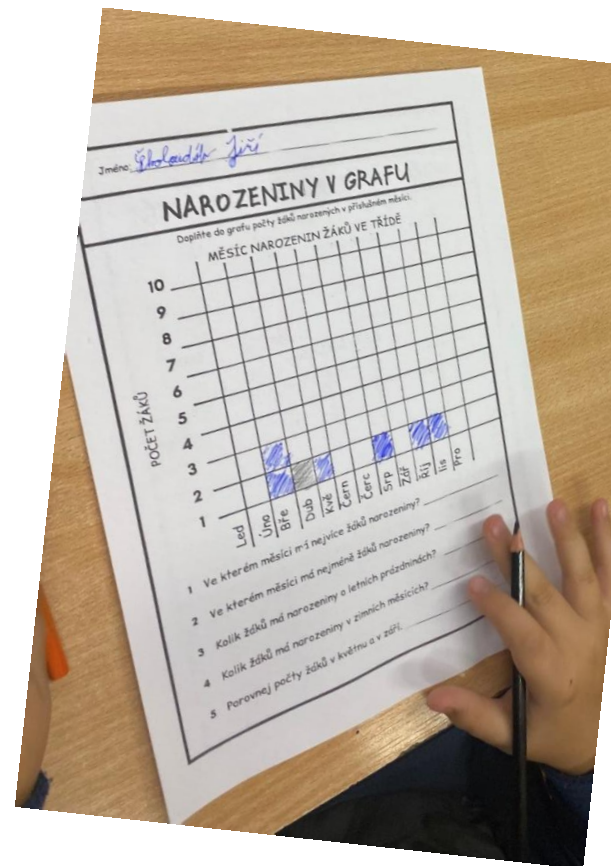 Jméno: Školoudík Jiří
NAROZENINY V GRAFU
Doplňte do grafu počty žáků narozených v příslušném měsíci.
MĚSÍC NAROZENIN ŽÁKŮ VE TŘÍDĚ
POČET ŽÁKŮ
10
9
8
7
6
5
4
3
2
1
Led
Úno
Bře
Dub
Kvě
Čern
Čerc
Srp
Zář
Říj
lis
Pro
1 Ve kterém měsíci má nejvíce žáků narozeniny?
2 Ve kterém měsíci má nejméně žáků narozeniny?
3 Kolik žáků má narozeniny o letních prázdninách?
4 Kolik žáků má narozeniny v zimních měsících?
5 Porovnej počty žáků v květnu a v září.